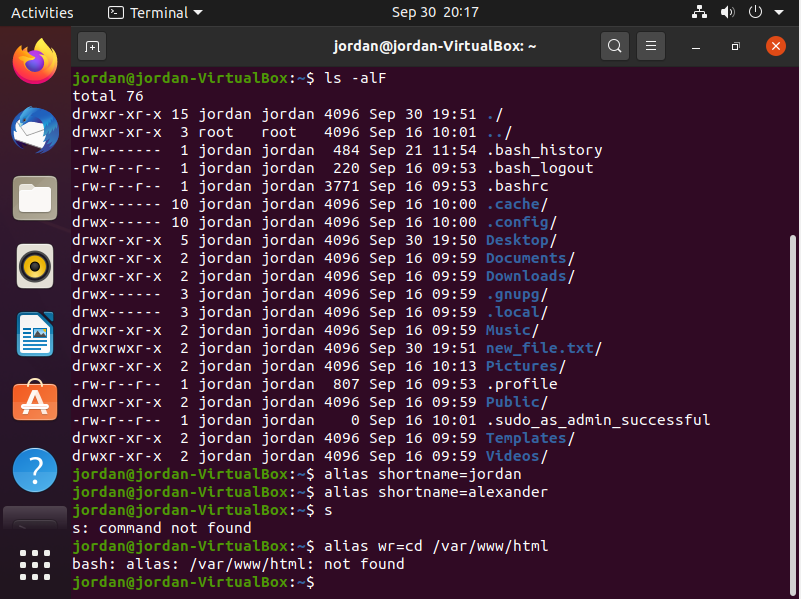 Activities Terminal Sep 30 20:17
jordan@jordan-VirtualBox: ~
jordan@jordan-VirtualBox:~$ ls -alF
total 76
drwxr-xr-x 15 jordan jordan 4096 Sep 30 19:51 ./
drwxr-xr-x  3 root   root   4096 Sep 16 10:01 ../
-rw-------  1 jordan jordan  484 Sep 21 11:54 .bash_history
-rw-r--r--  1 jordan jordan  220 Sep 16 09:53 .bash_logout
-rw-r--r--  1 jordan jordan 3771 Sep 16 09:53 .bashrc
drwx------ 10 jordan jordan 4096 Sep 16 10:00 .cache/
drwx------ 10 jordan jordan 4096 Sep 16 10:00 .config/
drwxr-xr-x  5 jordan jordan 4096 Sep 30 19:50 Desktop/
drwxr-xr-x  2 jordan jordan 4096 Sep 16 09:59 Documents/
drwxr-xr-x  2 jordan jordan 4096 Sep 16 09:59 Downloads/
drwx------  3 jordan jordan 4096 Sep 16 09:59 .gnupg/
drwx------  3 jordan jordan 4096 Sep 16 09:59 .local/
drwxr-xr-x  2 jordan jordan 4096 Sep 16 09:59 Music/
drwxrwxr-x  2 jordan jordan 4096 Sep 30 19:51 new_file.txt/
drwxr-xr-x  2 jordan jordan 4096 Sep 16 10:13 Pictures/
-rw-r--r--  1 jordan jordan  807 Sep 16 09:53 .profile
drwxr-xr-x  2 jordan jordan 4096 Sep 16 09:59 Public/
-rw-r--r--  1 jordan jordan    0 Sep 16 10:01 .sudo_as_admin_successful
drwxr-xr-x  2 jordan jordan 4096 Sep 16 09:59 Templates/
drwxr-xr-x  2 jordan jordan 4096 Sep 16 09:59 Videos/
jordan@jordan-VirtualBox:~$ alias shortname=jordan
jordan@jordan-VirtualBox:~$ alias shortname=alexander
jordan@jordan-VirtualBox:~$ s
s: command not found
jordan@jordan-VirtualBox:~$ alias wr=cd /var/www/html
bash: alias: /var/www/html: not found
jordan@jordan-VirtualBox:~$